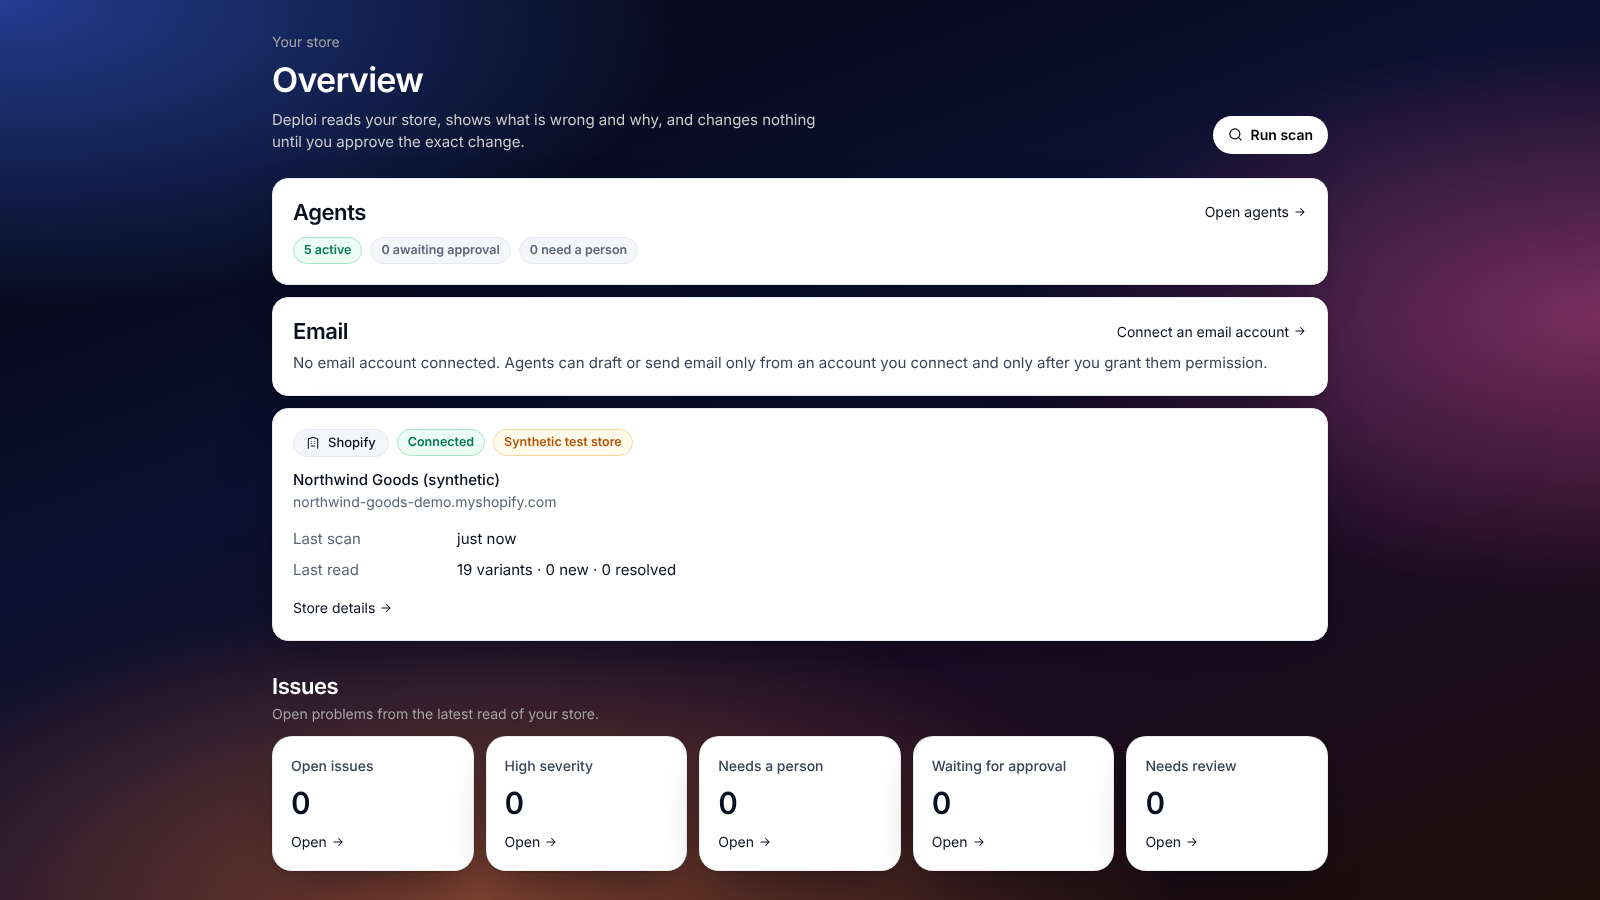 Your store
Overview
Deploi reads your store, shows what is wrong and why, and changes nothing
until you approve the exact change.
Run scan
Agents
Open agents →
5 active
0 awaiting approval
0 need a person
Email
Connect an email account →
No email account connected. Agents can draft or send email only from an account you connect and only after you grant them permission.
Shopify
Connected
Synthetic test store
Northwind Goods (synthetic)
northwind-goods-demo.myshopify.com
Last scan just now
Last read 19 variants · 0 new · 0 resolved
Store details →
Issues
Open problems from the latest read of your store.
Open issues
0
Open →
High severity
0
Open →
Needs a person
0
Open →
Waiting for approval
0
Open →
Needs review
0
Open →